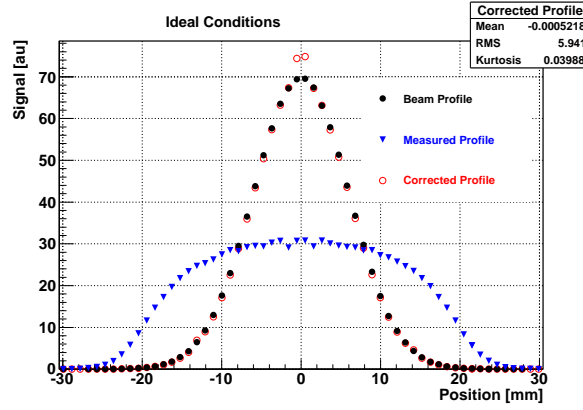 Ideal Conditions
Corrected Profile
Mean -0.0005218
RMS 5.941
Kurtosis 0.03988
Signal [au]
70
60
50
40
30
20
10
0
Beam Profile
Measured Profile
Corrected Profile
-30 -20 -10 0 10 20 30
Position [mm]